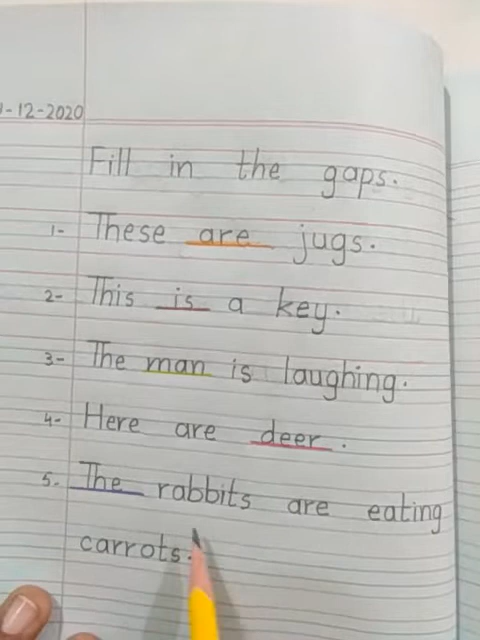 -12-2020
Fill in the gaps.
1- These are jugs.
2- This is a key.
3- The man is laughing.
4- Here are deer.
5- The rabbits are eating
carrots.